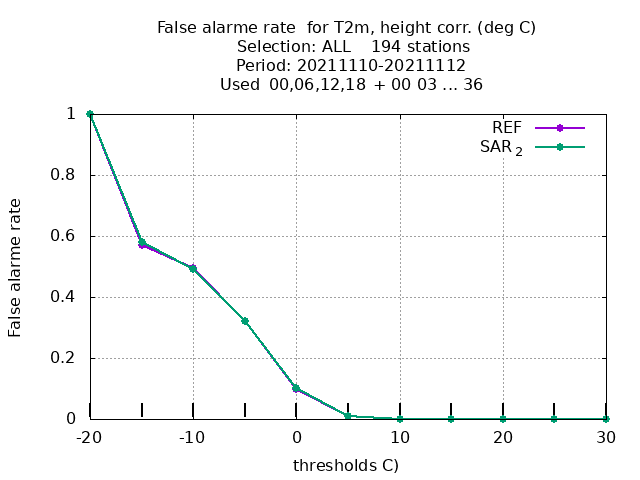 False alarme rate  for T2m, height corr. (deg C)
Selection: ALL    194 stations
Period: 20211110-20211112
Used  00,06,12,18  + 00 03 ... 36
REF
SAR 2
1
0.8
0.6
0.4
0.2
0
False alarme rate
-20
-10
0
10
20
30
thresholds C)